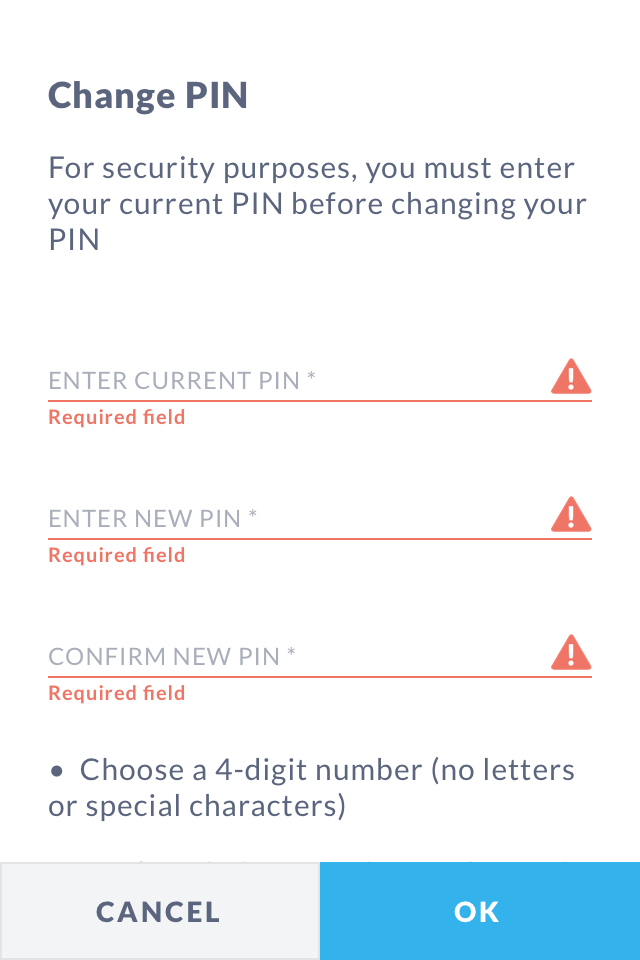 Change PIN
For security purposes, you must enter
your current PIN before changing your
PIN
ENTER CURRENT PIN *
Required field
ENTER NEW PIN *
Required field
CONFIRM NEW PIN *
Required field
• Choose a 4-digit number (no letters
or special characters)
CANCEL
OK